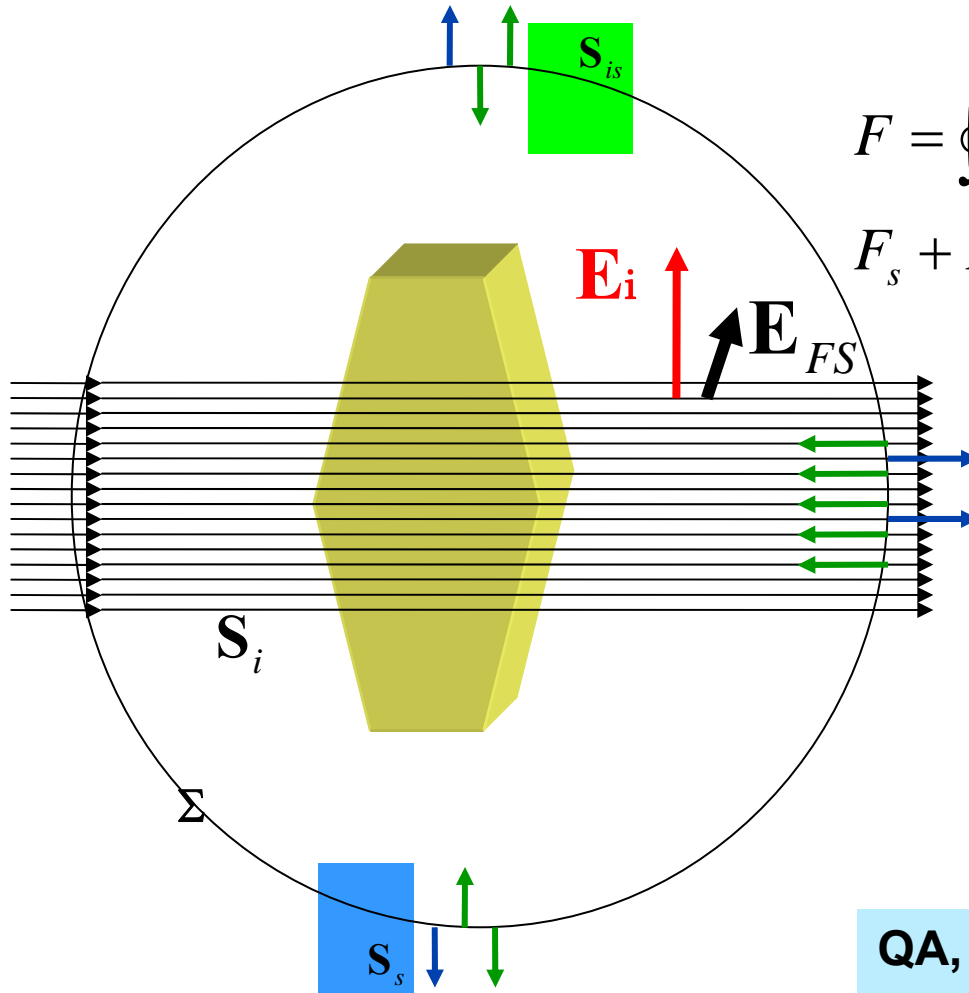 S_is
F = ∮
F_s +
E_i
E_FS
S_i
Σ
S_s
QA,